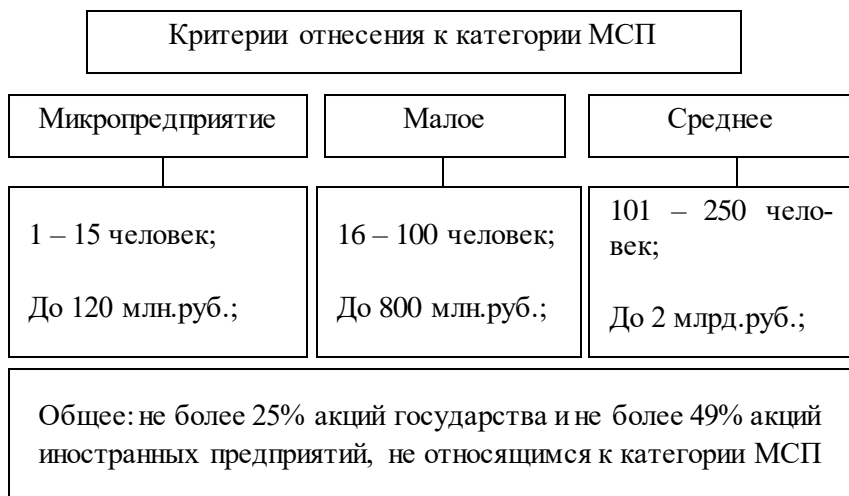 Критерии отнесения к категории МСП
Микропредприятие
Малое
Среднее
1 – 15 человек;
До 120 млн.руб.;
16 – 100 человек;
До 800 млн.руб.;
101 – 250 чело-
век;
До 2 млрд.руб.;
Общее: не более 25% акций государства и не более 49% акций
иностранных предприятий, не относящимся к категории МСП